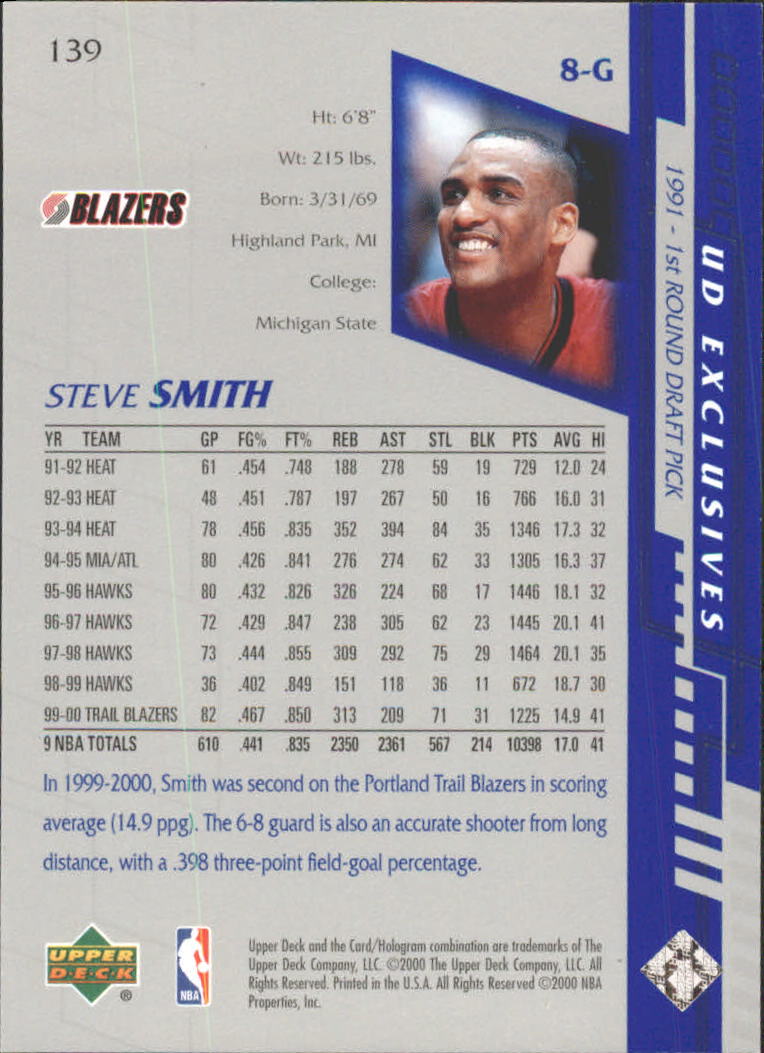 139
8-G
Ht: 6'8"
Wt: 215 lbs.
Born: 3/31/69
Highland Park, MI
College:
Michigan State
BLAZERS
1991 - 1st ROUND DRAFT PICK
UD EXCLUSIVES
STEVE SMITH
YR TEAM GP FG% FT% REB AST STL BLK PTS AVG HI
91-92 HEAT 61 .454 .748 188 278 59 19 729 12.0 24
92-93 HEAT 48 .451 .787 197 267 50 16 766 16.0 31
93-94 HEAT 78 .456 .835 352 394 84 35 1346 17.3 32
94-95 MIA/ATL 80 .426 .841 276 274 62 33 1305 16.3 37
95-96 HAWKS 80 .432 .826 326 224 68 17 1446 18.1 32
96-97 HAWKS 72 .429 .847 238 305 62 23 1445 20.1 41
97-98 HAWKS 73 .444 .855 309 292 75 29 1464 20.1 35
98-99 HAWKS 36 .402 .849 151 118 36 11 672 18.7 30
99-00 TRAIL BLAZERS 82 .467 .850 313 209 71 31 1225 14.9 41
9 NBA TOTALS 610 .441 .835 2350 2361 567 214 10398 17.0 41
In 1999-2000, Smith was second on the Portland Trail Blazers in scoring
average (14.9 ppg). The 6-8 guard is also an accurate shooter from long
distance, with a .398 three-point field-goal percentage.
UPPER
D·E·C·K
®
NBA
Upper Deck and the Card/Hologram combination are trademarks of The
Upper Deck Company, LLC. ©2000 The Upper Deck Company, LLC. All
Rights Reserved. Printed in the U.S.A. All Rights Reserved ©2000 NBA
Properties, Inc.